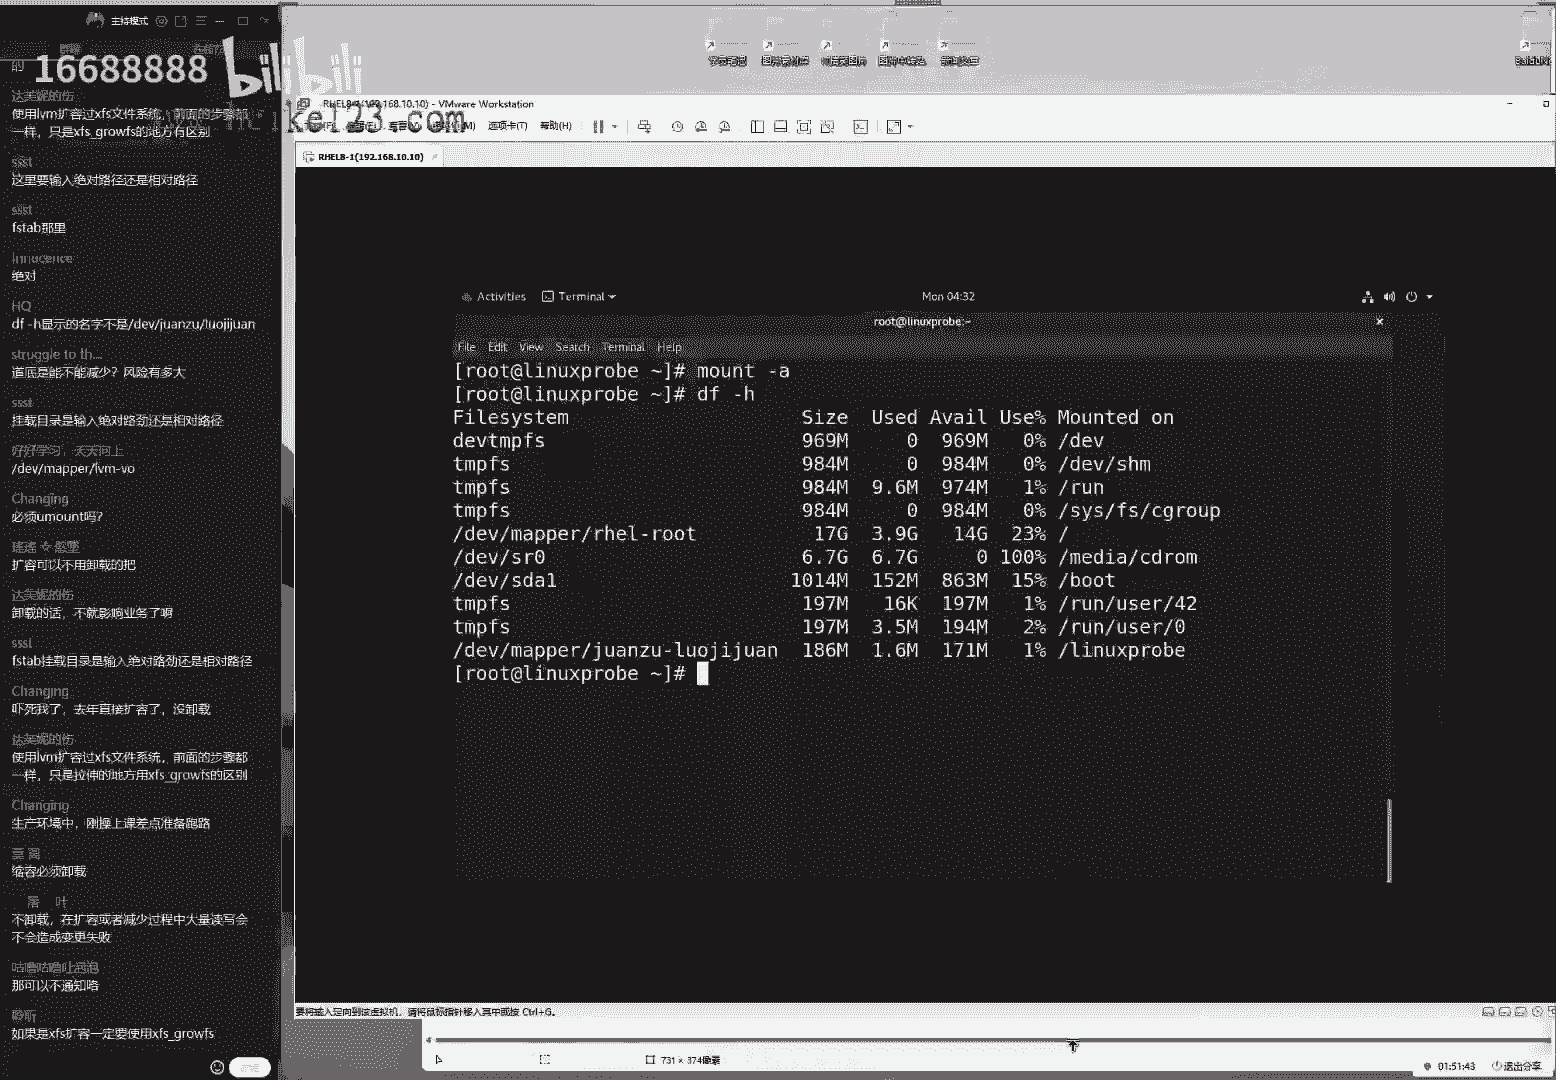 主持模式
的
16688888
bilibili
ke123.com
使用lvm扩容过xfs文件系统，前面的步骤都
一样，只是xfs_growfs的地方有区别
ssst
这里要输入绝对路径还是相对路径
ssst
fstab那里
Innocence
绝对
HQ
df -h显示的名字不是/dev/juanzu/luojijuan
struggle to th...
道底是能不能减少？风险有多大
ssst
挂载目录是输入绝对路劲还是相对路径
好好学习，天天向上
/dev/mapper/lvm-vo
Changing
必须umount吗？
扩容可以不用卸载的把
达芙妮的伤
卸载的话，不就影响业务了啊
ssst
fstab挂载目录是输入绝对路劲还是相对路径
Changing
吓死我了，去年直接扩容了，没卸载
达芙妮的伤
使用lvm扩容过xfs文件系统，前面的步骤都
一样，只是拉伸的地方用xfs_growfs的区别
Changing
生产环境中，刚操上课差点准备跑路
缩容必须卸载
落 叶
不卸载，在扩容或者减少过程中大量读写会
不会造成变更失败
那可以不通知咯
聆听
如果是xfs扩容一定要使用xfs_growfs
RHEL8-1(192.168.10.10) - VMware Workstation
选项卡(T) 帮助(H)
RHEL8-1(192.168.10.10)
Activities Terminal Mon 04:32
root@linuxprobe:~
File Edit View Search Terminal Help
[root@linuxprobe ~]# mount -a
[root@linuxprobe ~]# df -h
Filesystem Size Used Avail Use% Mounted on
devtmpfs 969M 0 969M 0% /dev
tmpfs 984M 0 984M 0% /dev/shm
tmpfs 984M 9.6M 974M 1% /run
tmpfs 984M 0 984M 0% /sys/fs/cgroup
/dev/mapper/rhel-root 17G 3.9G 14G 23% /
/dev/sr0 6.7G 6.7G 0 100% /media/cdrom
/dev/sda1 1014M 152M 863M 15% /boot
tmpfs 197M 16K 197M 1% /run/user/42
tmpfs 197M 3.5M 194M 2% /run/user/0
/dev/mapper/juanzu-luojijuan 186M 1.6M 171M 1% /linuxprobe
[root@linuxprobe ~]#
要将输入定向到该虚拟机，请将鼠标指针移入其中或按 Ctrl+G。
731 × 374像素
01:51:43 退出分享